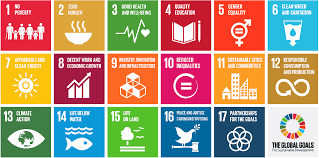 1 NO
POVERTY
2 ZERO
HUNGER
3 GOOD HEALTH
AND WELL-BEING
4 QUALITY
EDUCATION
5 GENDER
EQUALITY
6 CLEAN WATER
AND SANITATION
7 AFFORDABLE AND
CLEAN ENERGY
8 DECENT WORK AND
ECONOMIC GROWTH
9 INDUSTRY, INNOVATION
AND INFRASTRUCTURE
10 REDUCED
INEQUALITIES
11 SUSTAINABLE CITIES
AND COMMUNITIES
12 RESPONSIBLE
CONSUMPTION
AND PRODUCTION
13 CLIMATE
ACTION
14 LIFE BELOW
WATER
15 LIFE
ON LAND
16 PEACE AND JUSTICE
STRONG INSTITUTIONS
17 PARTNERSHIPS
FOR THE GOALS
THE GLOBAL GOALS
For Sustainable Development